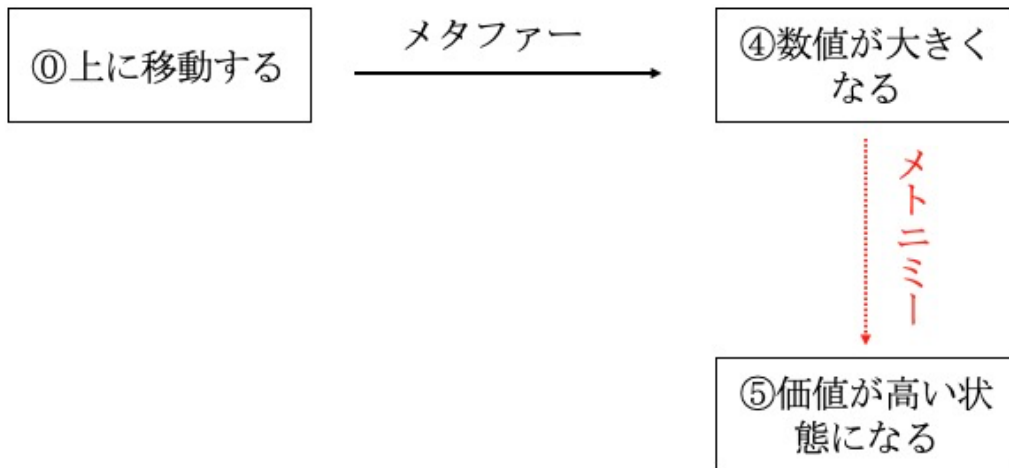 ⓪上に移動する
メタファー
④数値が大きく
なる
メトニミー
⑤価値が高い状
態になる